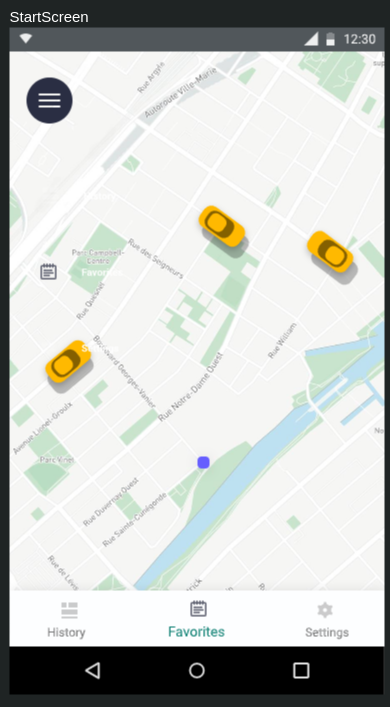 StartScreen
12:30
Rue Argyle
Autoroute Ville-Marie
Parc Campbell-
Rue des Seigneurs
Favorites
Rue Quesnel
Boulevard Georges-Vanier
Rue William
Rue Notre-Dame Ouest
Avenue Lionel-Groulx
Parc Vinet
Rue Duvernay Ouest
Rue Sainte-Cunégonde
Rue de Lévis
History
Favorites
Settings